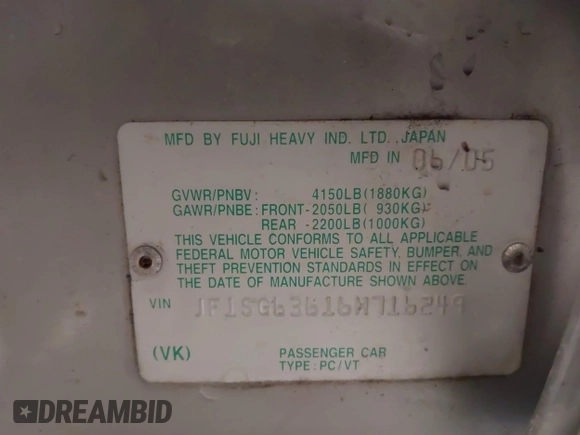 MFD BY FUJI HEAVY IND. LTD. JAPAN
MFD IN 06/05
GVWR/PNBV: 4150LB(1880KG)
GAWR/PNBE: FRONT-2050LB( 930KG)
REAR -2200LB(1000KG)
THIS VEHICLE CONFORMS TO ALL APPLICABLE
FEDERAL MOTOR VEHICLE SAFETY, BUMPER, AND
THEFT PREVENTION STANDARDS IN EFFECT ON
THE DATE OF MANUFACTURE SHOWN ABOVE.
VIN
(VK) PASSENGER CAR
TYPE:PC/VT
DREAMBID